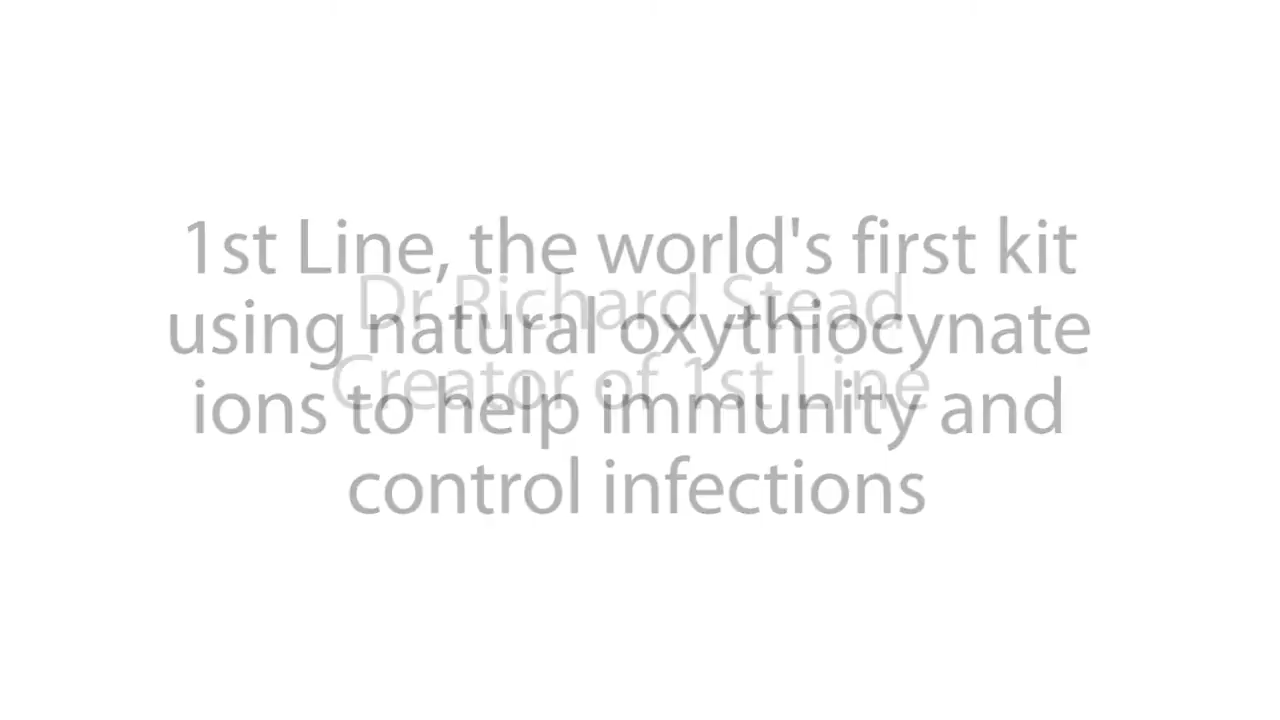 1st Line, the world's first kit
Dr Richard Stead
using natural oxythiocynate
Creator of 1st Line
ions to help immunity and
control infections